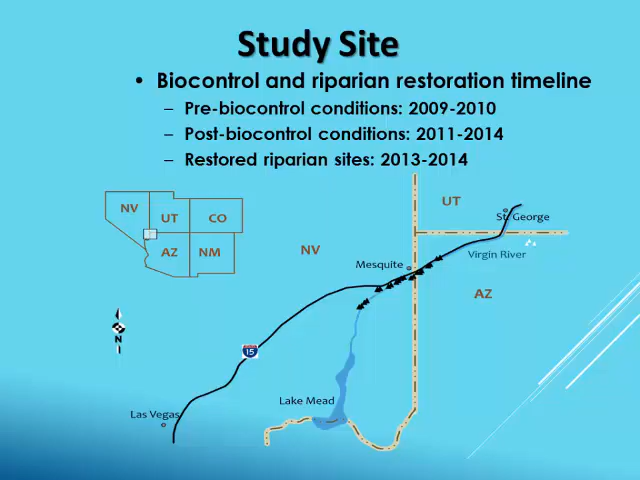 Study Site
• Biocontrol and riparian restoration timeline
– Pre-biocontrol conditions: 2009-2010
– Post-biocontrol conditions: 2011-2014
– Restored riparian sites: 2013-2014
NV
UT
CO
AZ
NM
UT
St. George
NV
Virgin River
Mesquite
AZ
N
15
Lake Mead
Las Vegas